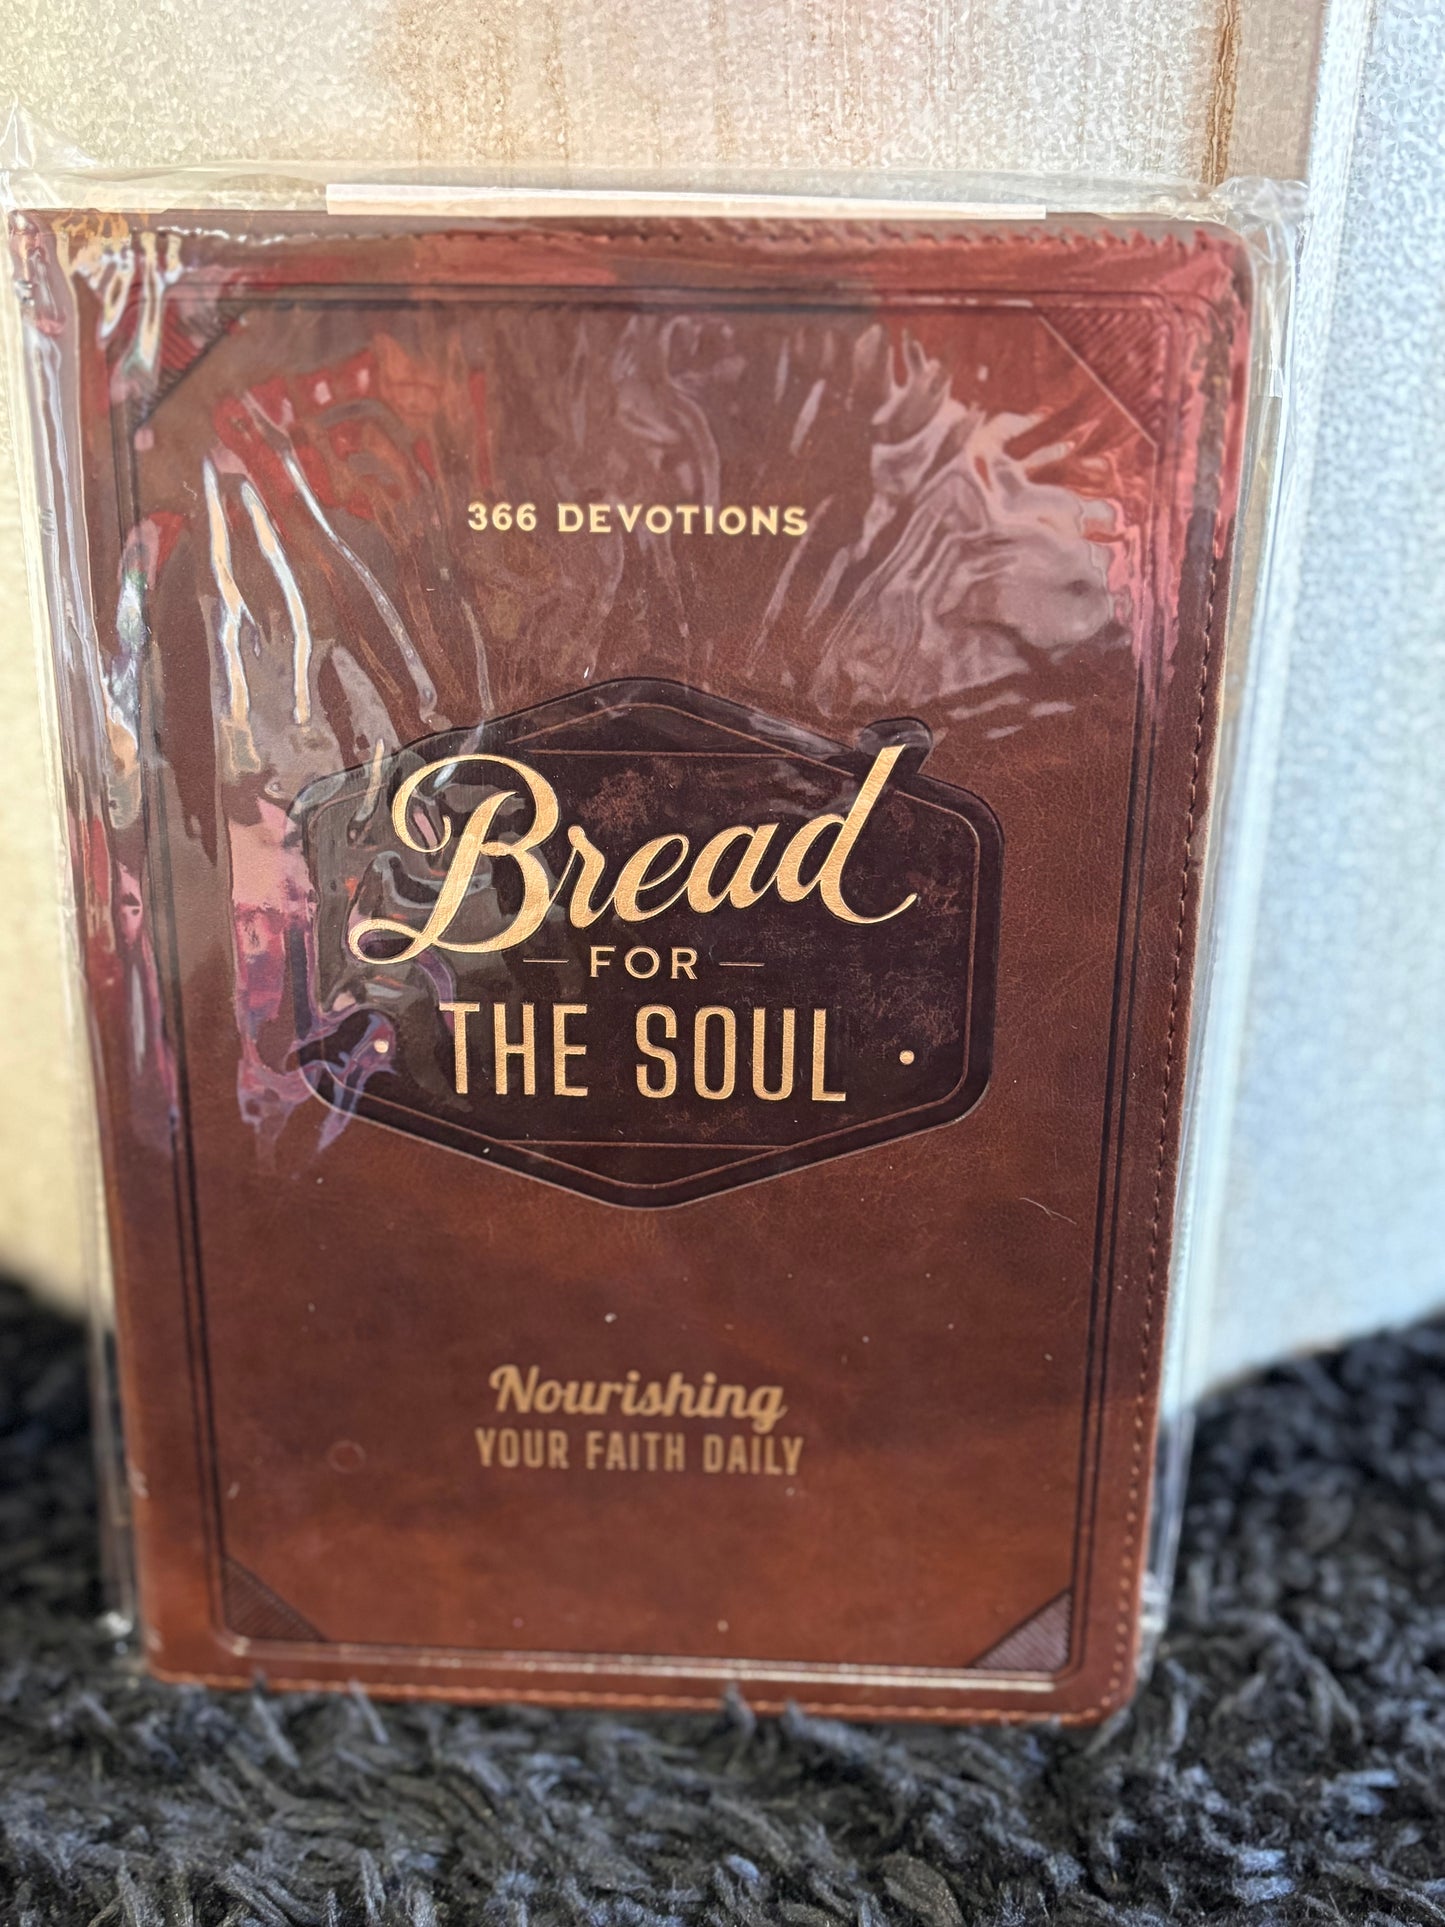 366 DEVOTIONS
Bread
FOR
THE SOUL
Nourishing
YOUR FAITH DAILY